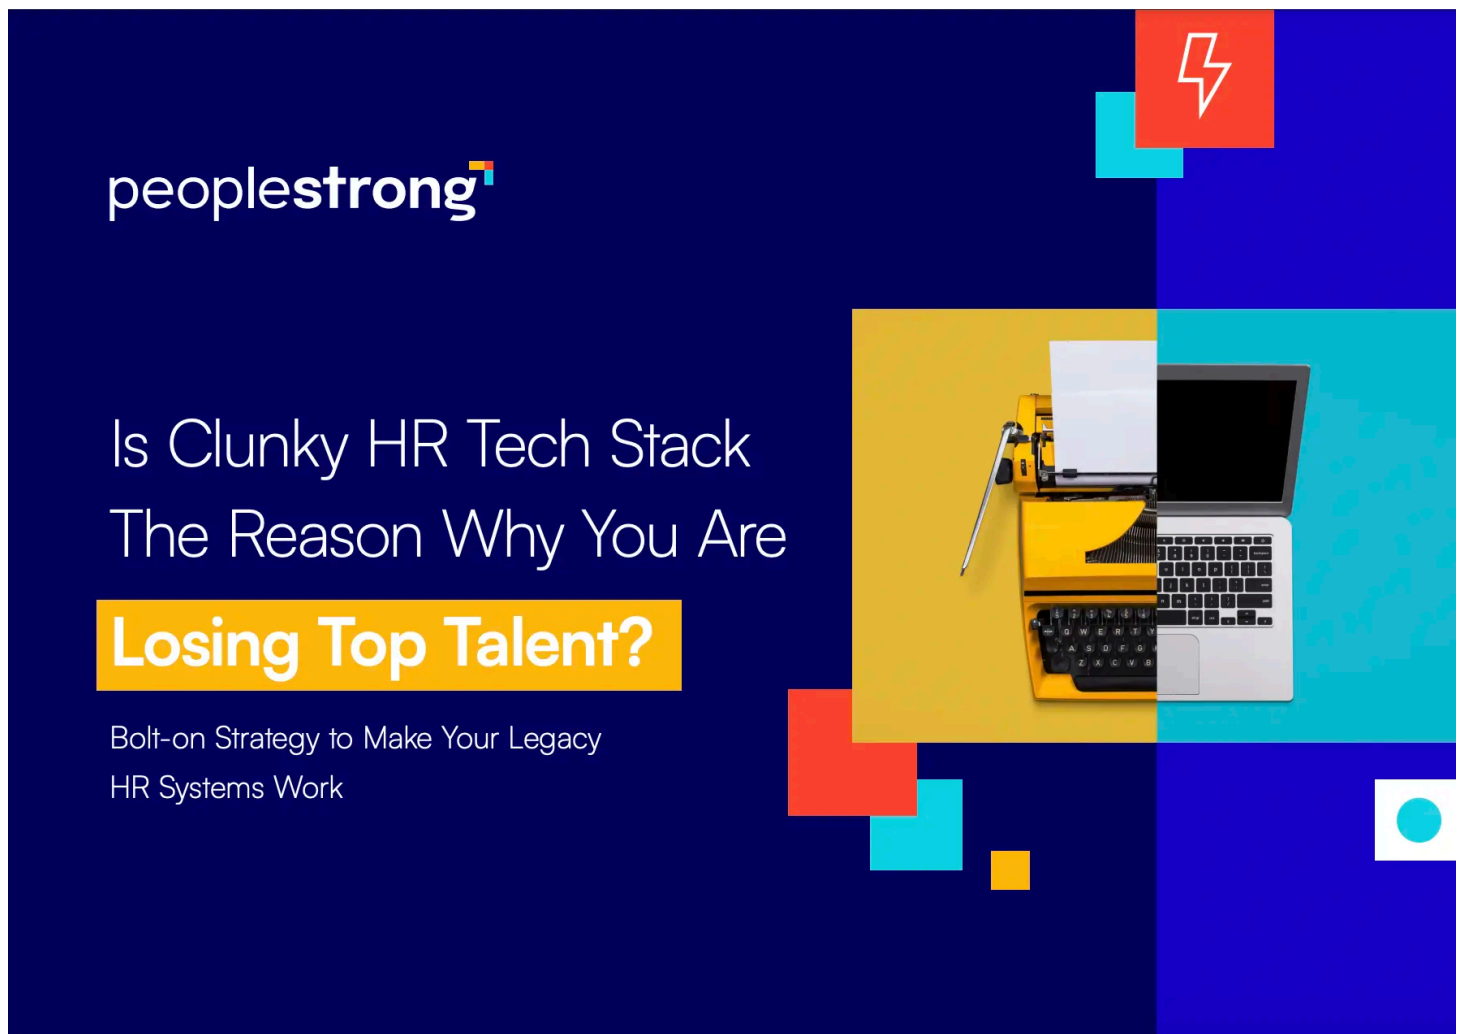 peoplestrong
Is Clunky HR Tech Stack
The Reason Why You Are
Losing Top Talent?
Bolt-on Strategy to Make Your Legacy
HR Systems Work
Q W E R T Y
A S D F G
Z X C V B